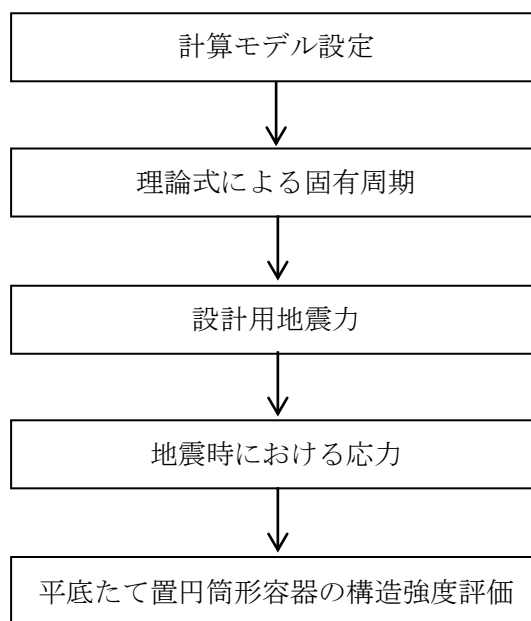 計算モデル設定
理論式による固有周期
設計用地震力
地震時における応力
平底たて置円筒形容器の構造強度評価